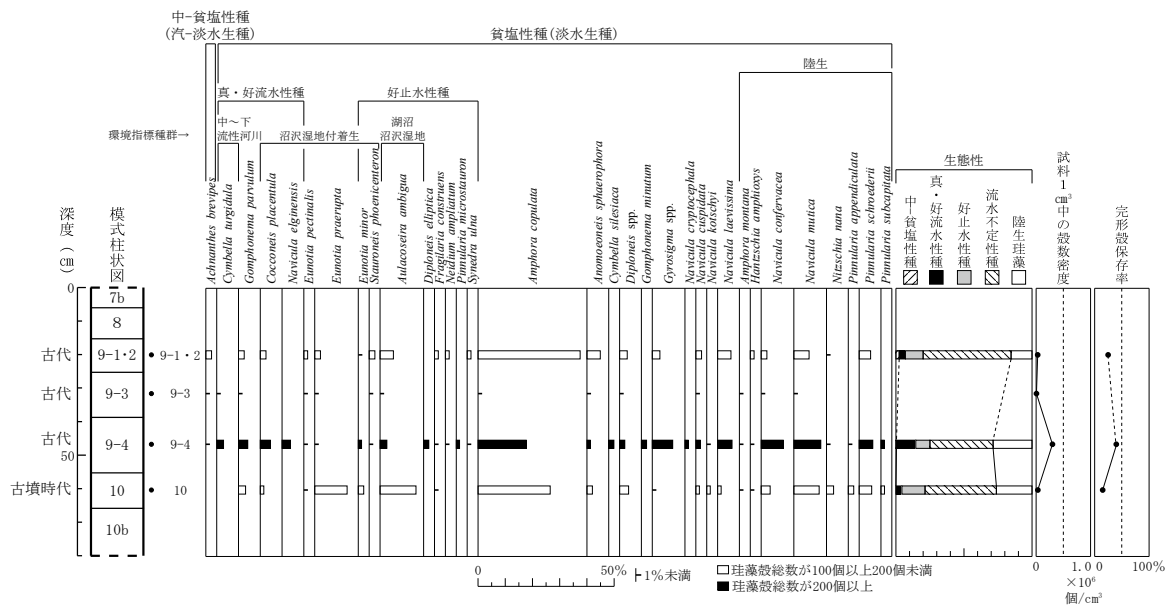 中-貧塩性種
(汽-淡水生種)
貧塩性種(淡水生種)
陸生
真・好流水性種
好止水性種
環境指標種群→
中～下
流性河川
沼沢湿地付着生
湖沼
沼沢湿地
生態性
深度(cm)
模式柱状図
Achnanthes brevipes
Cymbella turgidula
Gomphonema parvulum
Cocconeis placentula
Navicula elginensis
Eunotia pectinulis
Eunotia praerupta
Eunotia minor
Stauroneis phoenicenteron
Aulacoseira ambigua
Diploneis elliptica
Fragilaria construens
Neidium ampliatum
Pinnularia microstauron
Synedra ulna
Amphora copulata
Anomoeoneis sphaerophora
Cymbella silesiaca
Diploneis spp.
Gomphonema minutum
Gyrosigma spp.
Navicula cryptocephala
Navicula cuspidata
Navicula kotschyi
Navicula laevissima
Amphora montana
Hantzschia amphioxys
Navicula confervacea
Navicula mutica
Nitzschia nana
Pinnularia appendiculata
Pinnularia schroederii
Pinnularia subcapitata
中－貧塩性種
真・好流水性種
好止水性種
流水不定性種
陸生珪藻
試料1cm³中の殻数密度
完形殻保存率
0
7b
8
古代
9-1・2
9-1・2
古代
9-3
9-3
古代
9-4
9-4
50
古墳時代
10
10
10b
0
50%
1%未満
珪藻殻総数が100個以上200個未満
珪藻殻総数が200個以上
0
1.0
×10⁶
個/cm³
0
100%